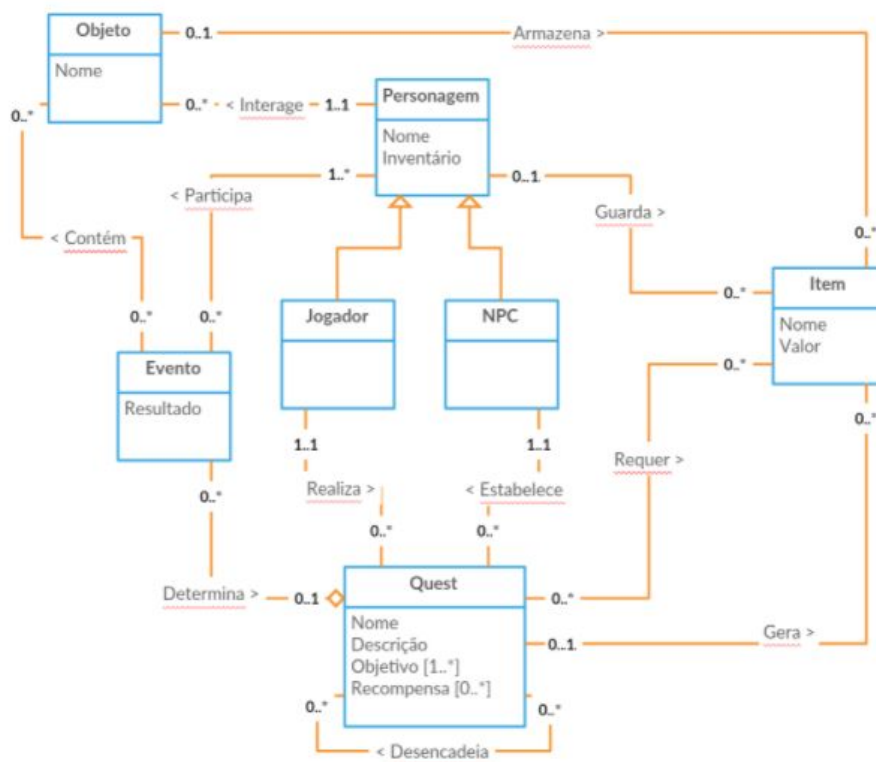 Objeto
Nome
0..1
Armazena >
0..*
0..*
< Interage
1..1
Personagem
Nome
Inventário
0..1
1..*
< Participa
Guarda >
< Contém
0..*
0..*
0..*
0..*
Item
Nome
Valor
Jogador
NPC
Evento
Resultado
0..*
0..*
1..1
1..1
0..*
Requer >
Realiza >
< Estabelece
0..*
0..*
Determina >
0..1
Quest
Nome
Descrição
Objetivo [1..*]
Recompensa [0..*]
0..*
0..1
Gera >
0..*
0..*
< Desencadeia